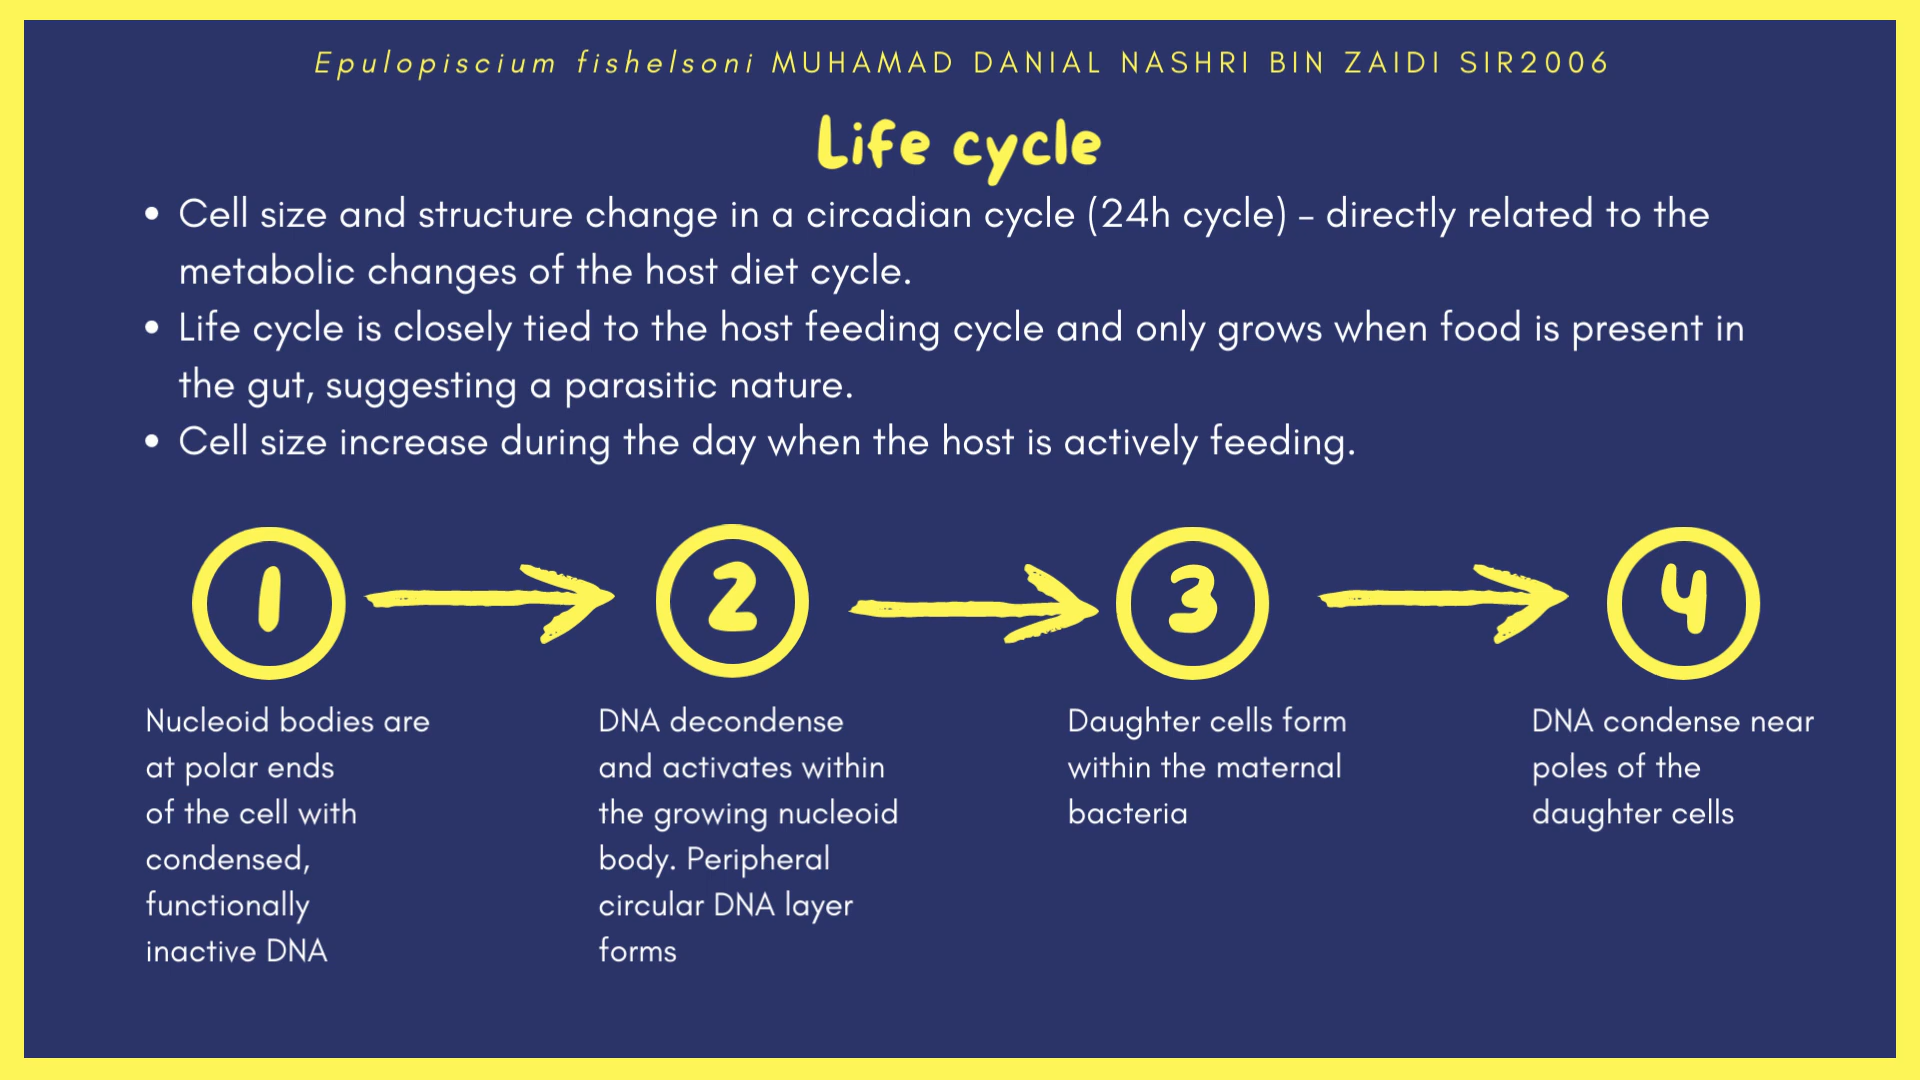 Epulopiscium fishelsoni MUHAMAD DANIAL NASHRI BIN ZAIDI SIR2006
Life cycle
• Cell size and structure change in a circadian cycle (24h cycle) – directly related to the
metabolic changes of the host diet cycle.
• Life cycle is closely tied to the host feeding cycle and only grows when food is present in
the gut, suggesting a parasitic nature.
• Cell size increase during the day when the host is actively feeding.
1
2
3
4
Nucleoid bodies are
at polar ends
of the cell with
condensed,
functionally
inactive DNA
DNA decondense
and activates within
the growing nucleoid
body. Peripheral
circular DNA layer
forms
Daughter cells form
within the maternal
bacteria
DNA condense near
poles of the
daughter cells